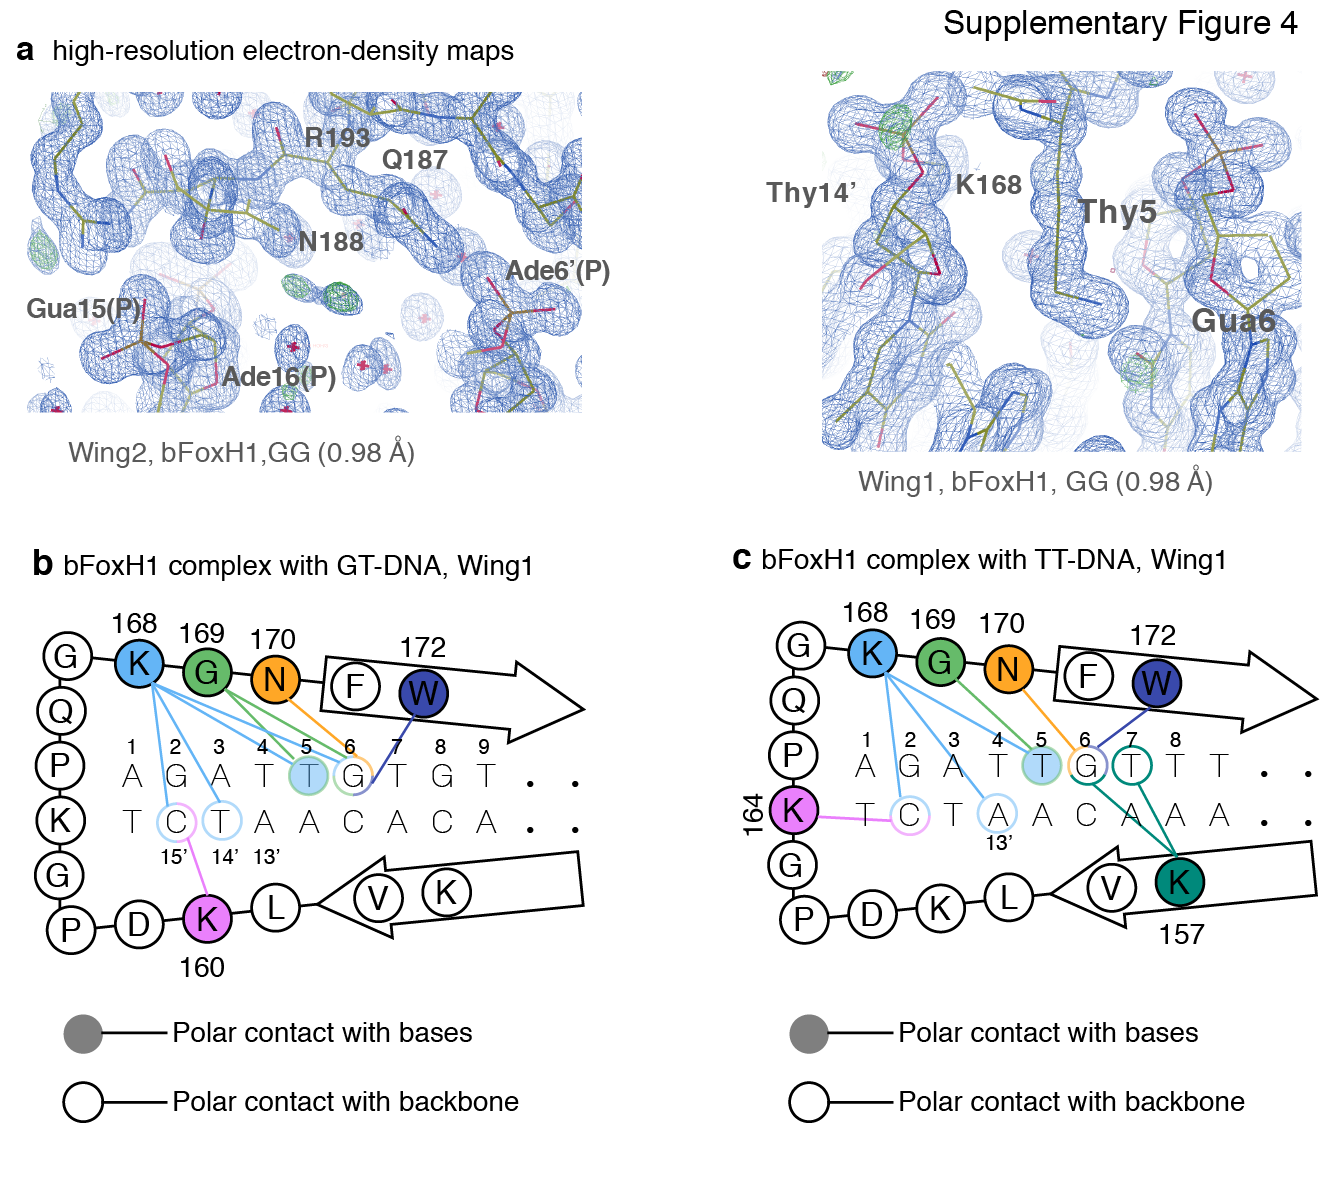 Supplementary Figure 4
a high-resolution electron-density maps
R193
Q187
N188
Ade6’(P)
Gua15(P)
Ade16(P)
Wing2, bFoxH1,GG (0.98 Å)
Thy14’
K168
Thy5
Gua6
Wing1, bFoxH1, GG (0.98 Å)
b bFoxH1 complex with GT-DNA, Wing1
168 169 170 172
G K G N F W
Q
P
K
G
1 2 3 4 5 6 7 8 9
A G A T T G T G T . .
T C T A A C A C A . .
15’ 14’ 13’
P D K L V K
160
Polar contact with bases
Polar contact with backbone
c bFoxH1 complex with TT-DNA, Wing1
168 169 170 172
G K G N F W
Q
P
164 K
G
1 2 3 4 5 6 7 8
A G A T T G T T T . .
T C T A A C A A A . .
13’
P D K L V K
157
Polar contact with bases
Polar contact with backbone